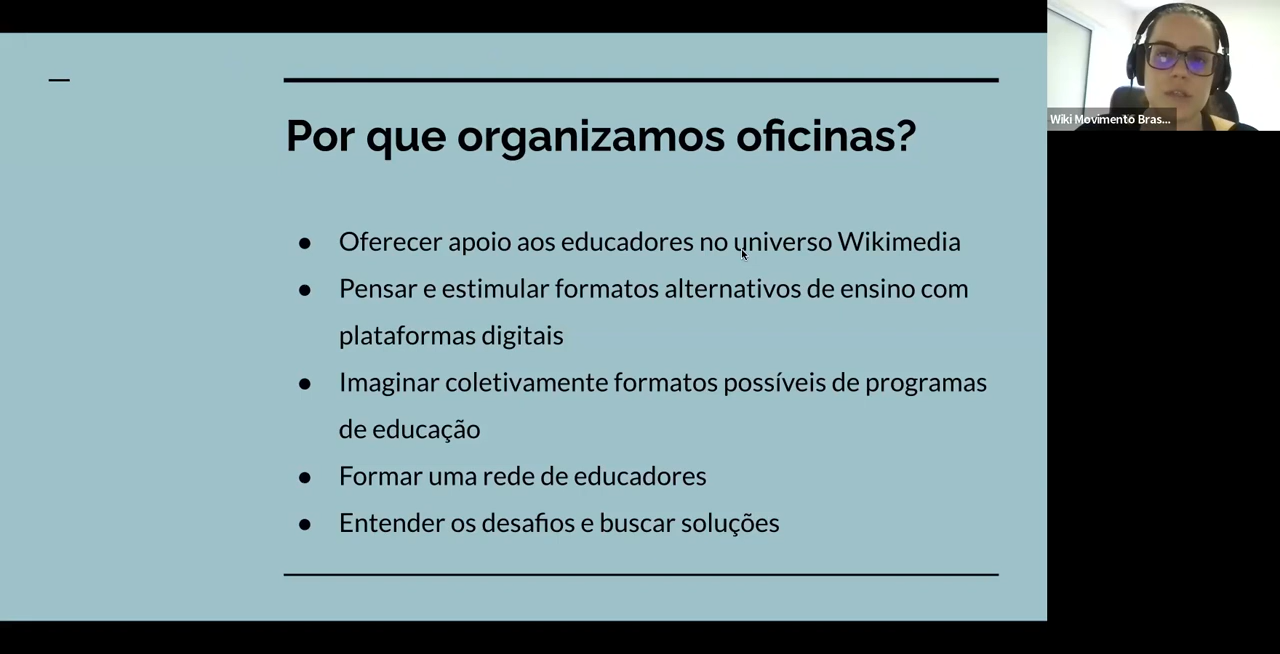 Por que organizamos oficinas?
● Oferecer apoio aos educadores no universo Wikimedia
● Pensar e estimular formatos alternativos de ensino com
plataformas digitais
● Imaginar coletivamente formatos possíveis de programas
de educação
● Formar uma rede de educadores
● Entender os desafios e buscar soluções
Wiki Movimento Bras...